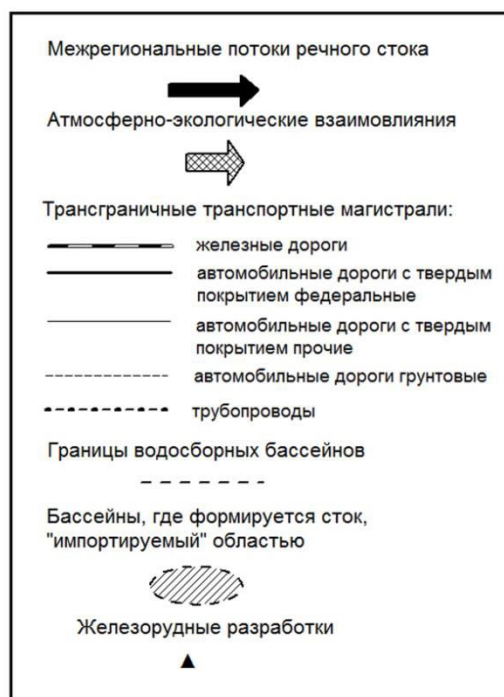 Межрегиональные потоки речного стока
Атмосферно-экологические взаимовлияния
Трансграничные транспортные магистрали:
железные дороги
автомобильные дороги с твердым
покрытием федеральные
автомобильные дороги с твердым
покрытием прочие
автомобильные дороги грунтовые
трубопроводы
Границы водосборных бассейнов
Бассейны, где формируется сток,
"импортируемый" областью
Железорудные разработки